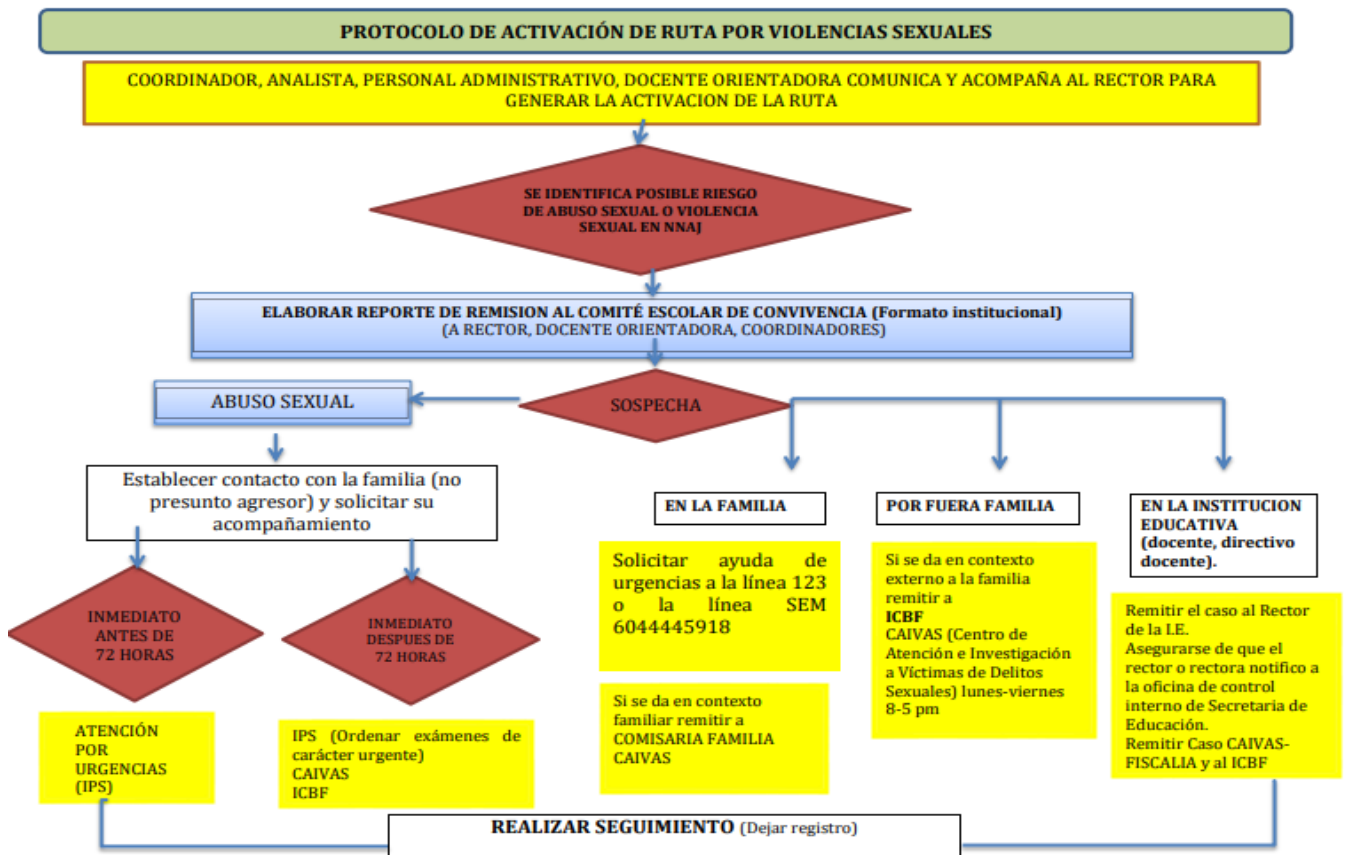 PROTOCOLO DE ACTIVACIÓN DE RUTA POR VIOLENCIAS SEXUALES
COORDINADOR, ANALISTA, PERSONAL ADMINISTRATIVO, DOCENTE ORIENTADORA COMUNICA Y ACOMPAÑA AL RECTOR PARA
GENERAR LA ACTIVACION DE LA RUTA
SE IDENTIFICA POSIBLE RIESGO
DE ABUSO SEXUAL O VIOLENCIA
SEXUAL EN NNAJ
ELABORAR REPORTE DE REMISION AL COMITÉ ESCOLAR DE CONVIVENCIA (Formato institucional)
(A RECTOR, DOCENTE ORIENTADORA, COORDINADORES)
SOSPECHA
ABUSO SEXUAL
Establecer contacto con la familia (no
presunto agresor) y solicitar su
acompañamiento
INMEDIATO
ANTES DE
72 HORAS
INMEDIATO
DESPUES DE
72 HORAS
ATENCIÓN
POR
URGENCIAS
(IPS)
IPS (Ordenar exámenes de
carácter urgente)
CAIVAS
ICBF
EN LA FAMILIA
Solicitar ayuda de
urgencias a la línea 123
o la línea SEM
6044445918
Si se da en contexto
familiar remitir a
COMISARIA FAMILIA
CAIVAS
POR FUERA FAMILIA
Si se da en contexto
externo a la familia
remitir a
ICBF
CAIVAS (Centro de
Atención e Investigación
a Víctimas de Delitos
Sexuales) lunes-viernes
8-5 pm
EN LA INSTITUCION
EDUCATIVA
(docente, directivo
docente).
Remitir el caso al Rector
de la I.E.
Asegurarse de que el
rector o rectora notifico a
la oficina de control
interno de Secretaria de
Educación.
Remitir Caso CAIVAS-
FISCALIA y al ICBF
REALIZAR SEGUIMIENTO (Dejar registro)